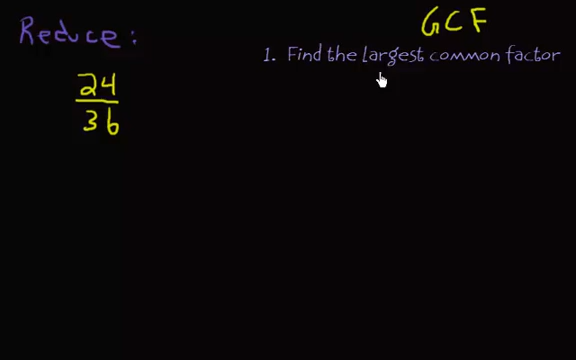 Reduce:
24
36
GCF
1. Find the largest common factor